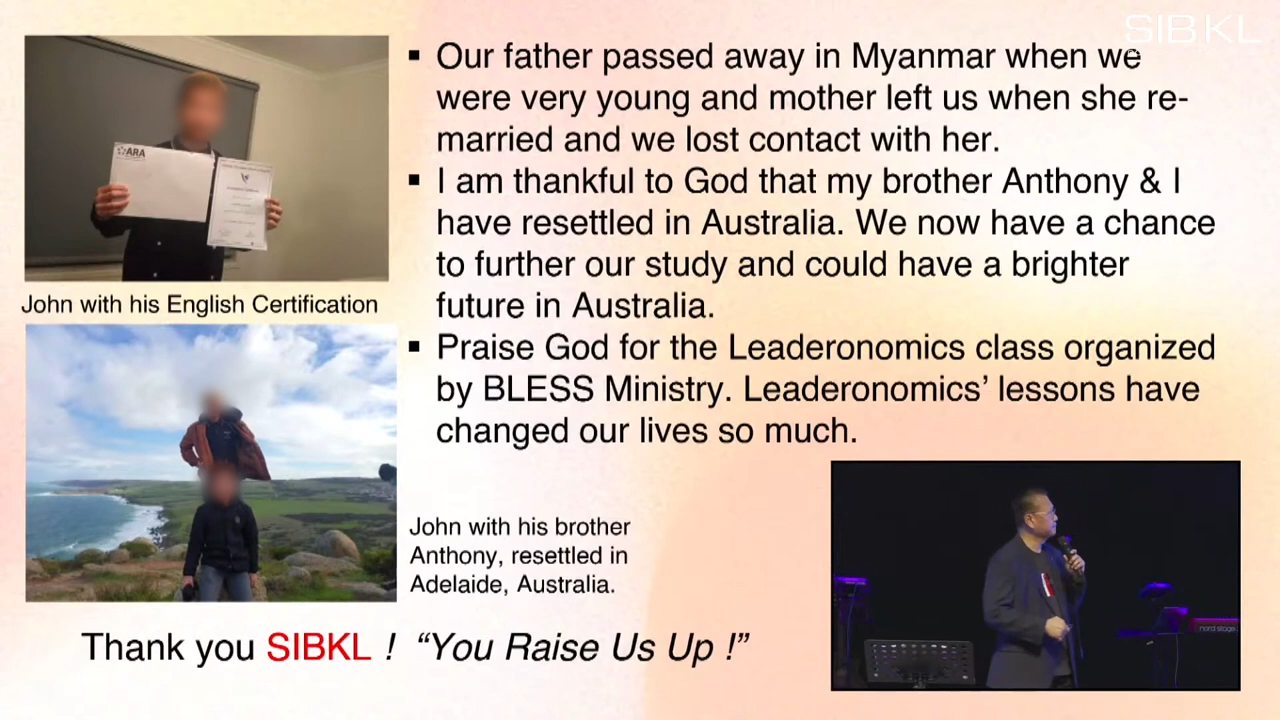 SIBKL
▪ Our father passed away in Myanmar when we
were very young and mother left us when she re-
married and we lost contact with her.
▪ I am thankful to God that my brother Anthony & I
have resettled in Australia. We now have a chance
to further our study and could have a brighter
future in Australia.
▪ Praise God for the Leaderonomics class organized
by BLESS Ministry. Leaderonomics’ lessons have
changed our lives so much.
ARA
John with his English Certification
John with his brother
Anthony, resettled in
Adelaide, Australia.
nord stage
Thank you SIBKL ! “You Raise Us Up !”